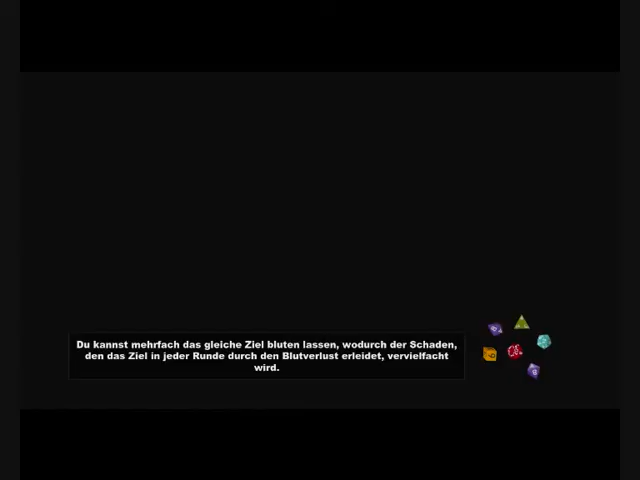 Du kannst mehrfach das gleiche Ziel bluten lassen, wodurch der Schaden,
den das Ziel in jeder Runde durch den Blutverlust erleidet, vervielfacht
wird.